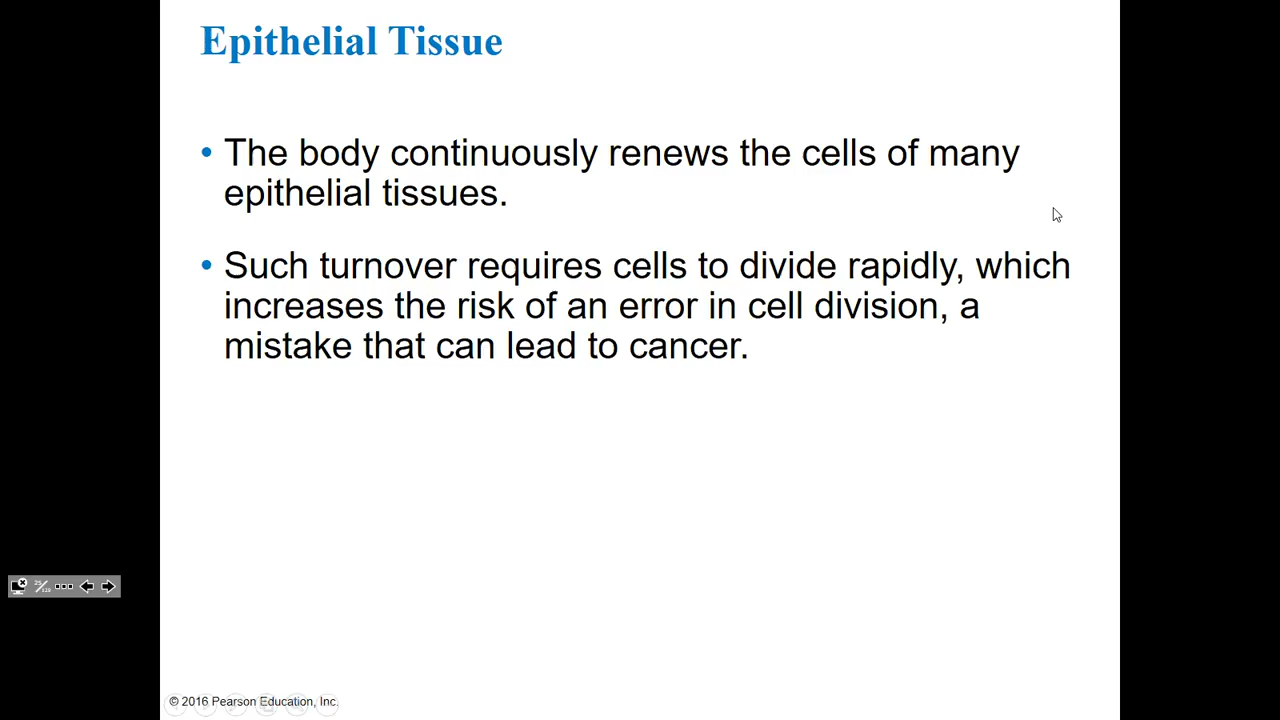 Epithelial Tissue
• The body continuously renews the cells of many
epithelial tissues.
• Such turnover requires cells to divide rapidly, which
increases the risk of an error in cell division, a
mistake that can lead to cancer.
© 2016 Pearson Education, Inc.